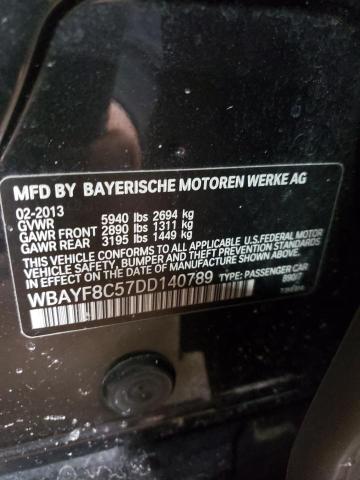 MFD BY BAYERISCHE MOTOREN WERKE AG
02-2013
GVWR 5940 lbs 2694 kg
GAWR FRONT 2890 lbs 1311 kg
GAWR REAR 3195 lbs 1449 kg
THIS VEHICLE CONFORMS TO ALL APPLICABLE U.S.FEDERAL MOTOR
VEHICLE SAFETY, BUMPER AND THEFT PREVENTION STANDARDS
IN EFFECT ON THE DATE OF MANUFACTURE SHOWN ABOVE.
WBAYF8C57DD140789 TYPE: PASSENGER CAR